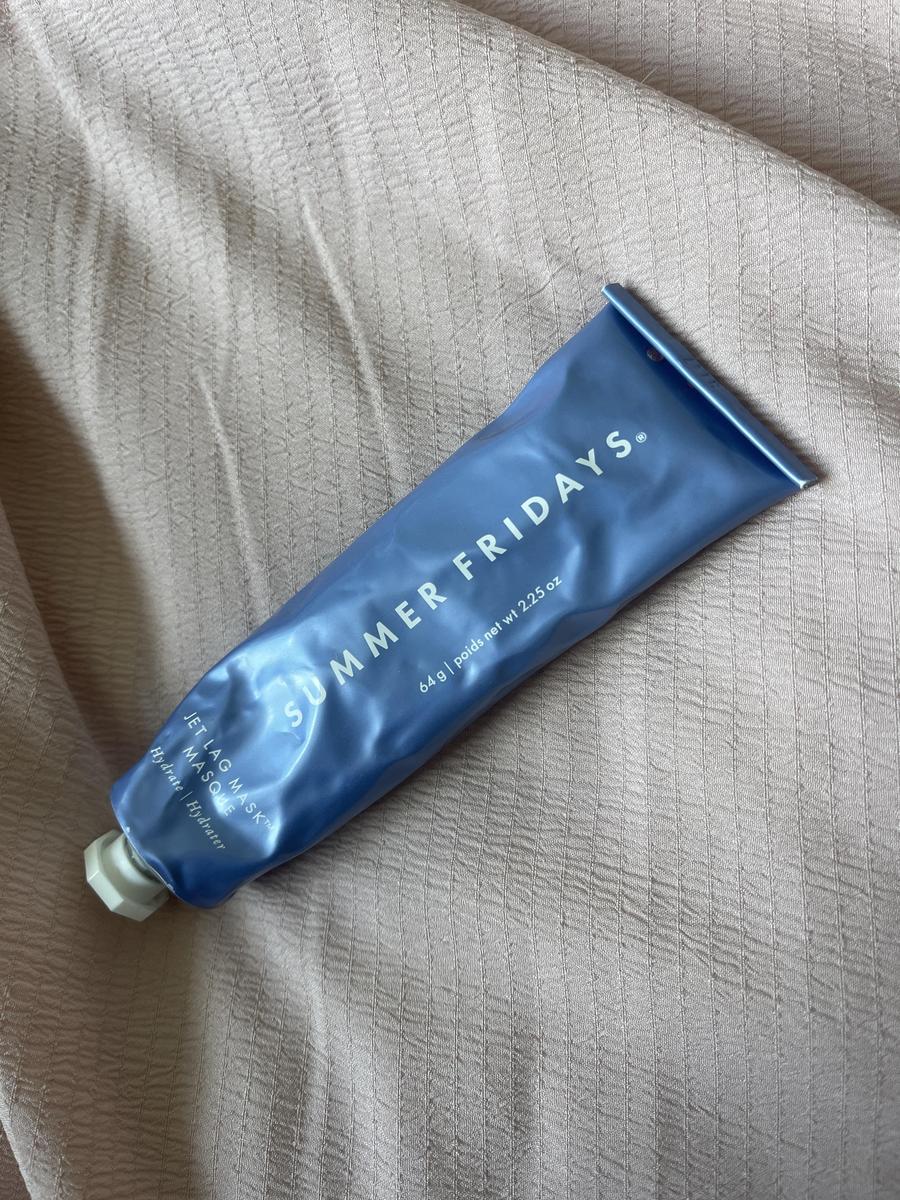 SUMMER FRIDAYS®
64 g | poids net wt 2.25 oz
JET LAG MASK™
MASQUE
Hydrate | Hydrater